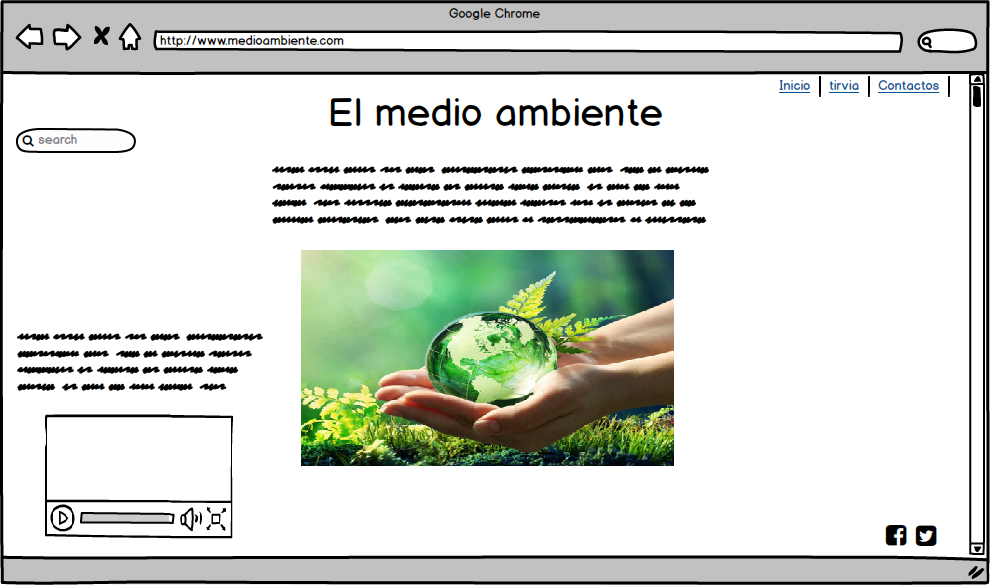 Google Chrome
http://www.medioambiente.com
Inicio tirvia Contactos
El medio ambiente
search